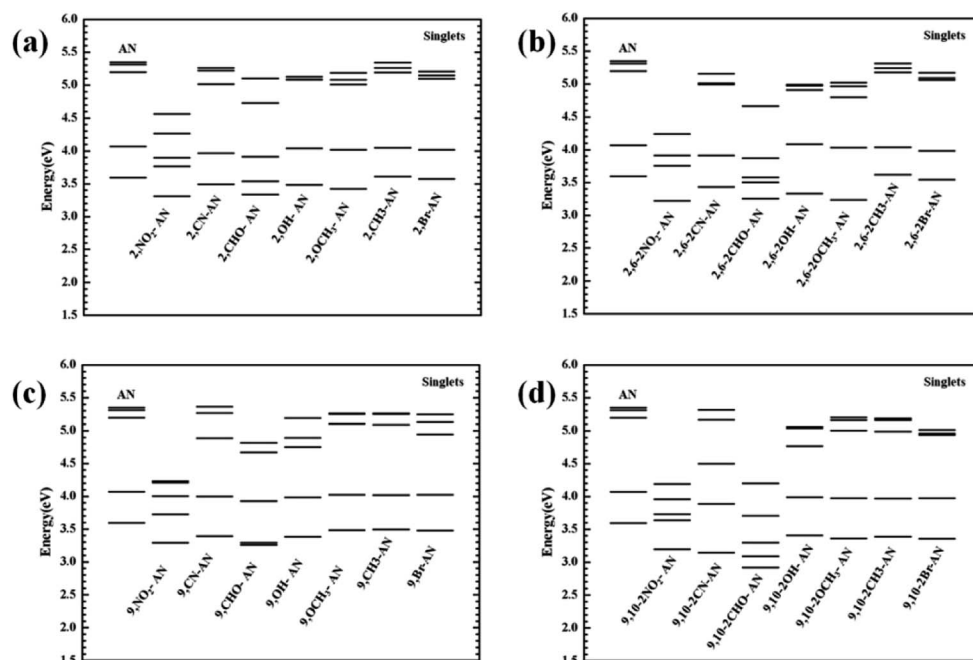 (a)
6.0
5.5
5.0
4.5
4.0
3.5
3.0
2.5
2.0
1.5
Energy(eV)
AN
Singlets
2,NO₂- AN
2,CN-AN
2,CHO- AN
2,OH- AN
2,OCH₃- AN
2,CH3-AN
2,Br-AN
(b)
6.0
5.5
5.0
4.5
4.0
3.5
3.0
2.5
2.0
1.5
Energy(eV)
AN
Singlets
2,6-2NO₂- AN
2,6-2CN-AN
2,6-2CHO- AN
2,6-2OH- AN
2,6-2OCH₃- AN
2,6-2CH3-AN
2,6-2Br-AN
(c)
6.0
5.5
5.0
4.5
4.0
3.5
3.0
2.5
2.0
1.5
Energy(eV)
AN
Singlets
9,NO₂- AN
9,CN-AN
9,CHO- AN
9,OH- AN
9,OCH₃- AN
9,CH3-AN
9,Br-AN
(d)
6.0
5.5
5.0
4.5
4.0
3.5
3.0
2.5
2.0
1.5
Energy(eV)
AN
Singlets
9,10-2NO₂- AN
9,10-2CN-AN
9,10-2CHO- AN
9,10-2OH- AN
9,10-2OCH₃- AN
9,10-2CH3-AN
9,10-2Br-AN